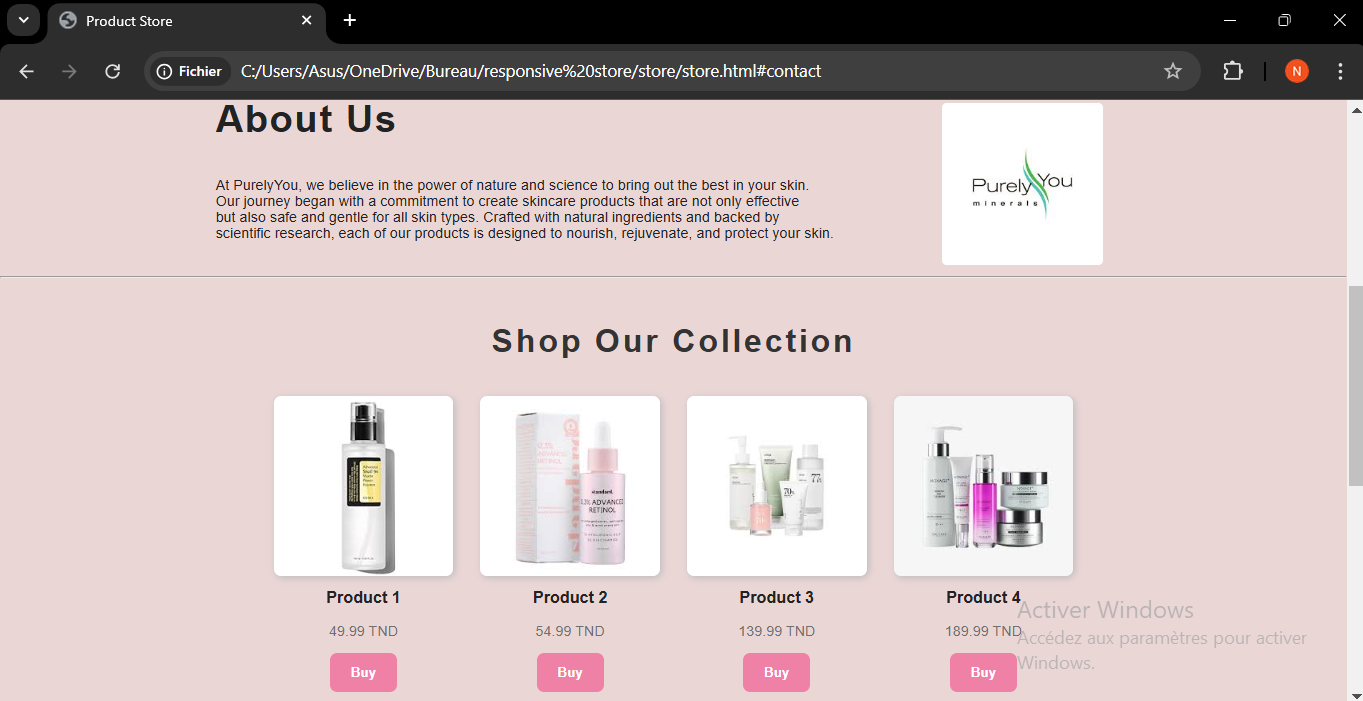 Product Store
Fichier
C:/Users/Asus/OneDrive/Bureau/responsive%20store/store/store.html#contact
N
About Us
At PurelyYou, we believe in the power of nature and science to bring out the best in your skin.
Our journey began with a commitment to create skincare products that are not only effective
but also safe and gentle for all skin types. Crafted with natural ingredients and backed by
scientific research, each of our products is designed to nourish, rejuvenate, and protect your skin.
Purely You
minerals
Shop Our Collection
standard.
ADVANCED
RETINOL
77
70
Product 1
Product 2
Product 3
Product 4
49.99 TND
54.99 TND
139.99 TND
189.99 TND
Buy
Buy
Buy
Buy
Activer Windows
Accédez aux paramètres pour activer
Windows.